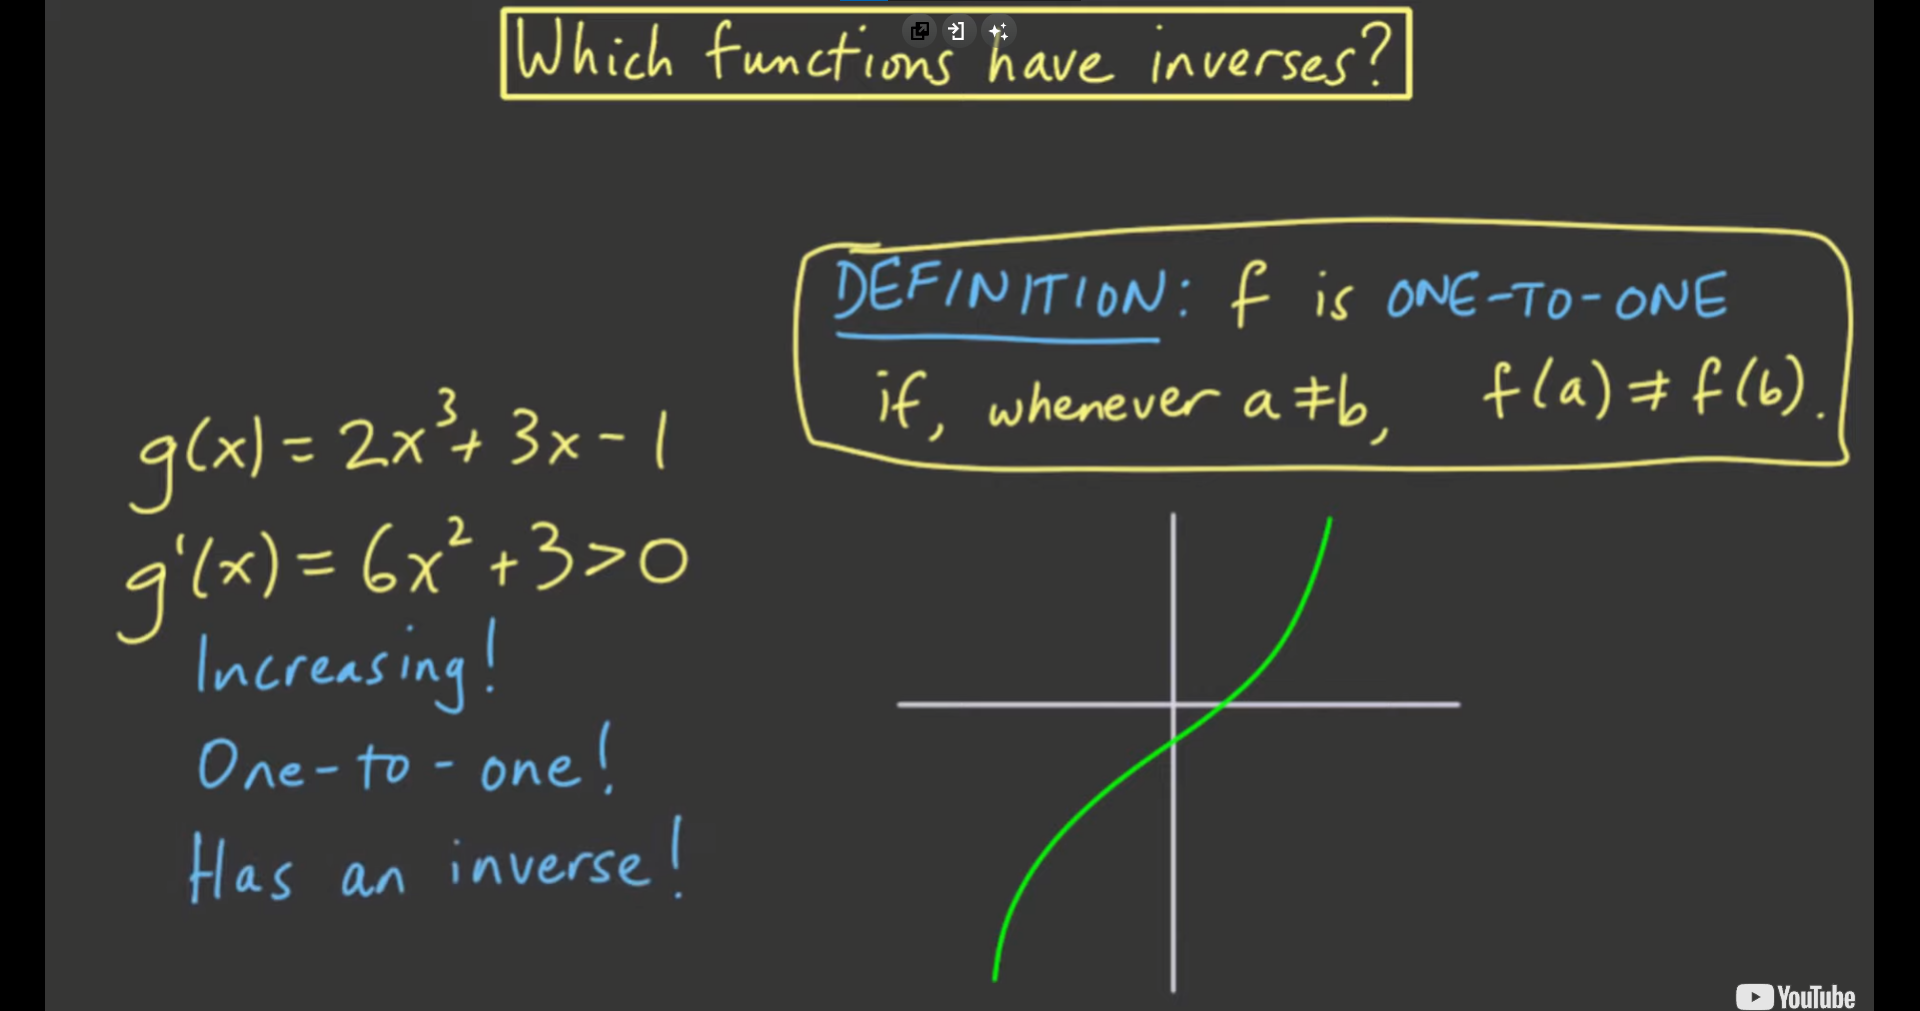 Which functions have inverses?
DEFINITION: f is ONE-TO-ONE
if, whenever a ≠ b, f(a) ≠ f(b).
g(x) = 2x³ + 3x - 1
g'(x) = 6x² + 3 > 0
Increasing!
One-to-one!
Has an inverse!
YouTube